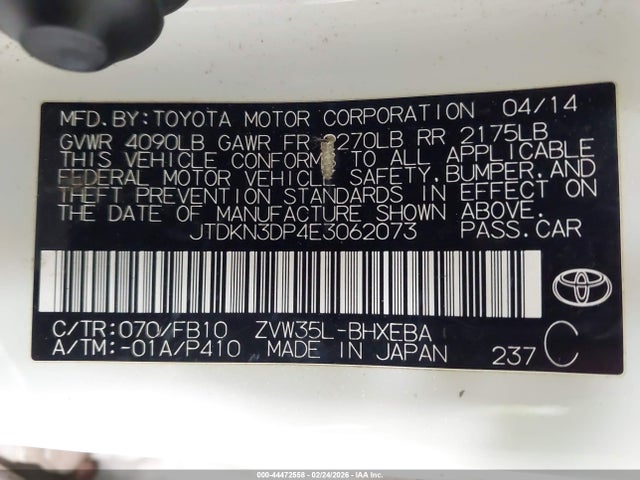 MFD.BY:TOYOTA MOTOR CORPORATION 04/14
GVWR 4090LB GAWR FR 270LB RR 2175LB
THIS VEHICLE CONFORMS TO ALL APPLICABLE
FEDERAL MOTOR VEHICLE SAFETY,BUMPER,AND
THEFT PREVENTION STANDARDS IN EFFECT ON
THE DATE OF MANUFACTURE SHOWN ABOVE.
JTDKN3DP4E3062073 PASS.CAR
C/TR:070/FB10 ZVW35L-BHXEBA
A/TM:-01A/P410 MADE IN JAPAN 237 C
TOYOTA
000-44472558 - 02/24/2026 - IAA Inc.